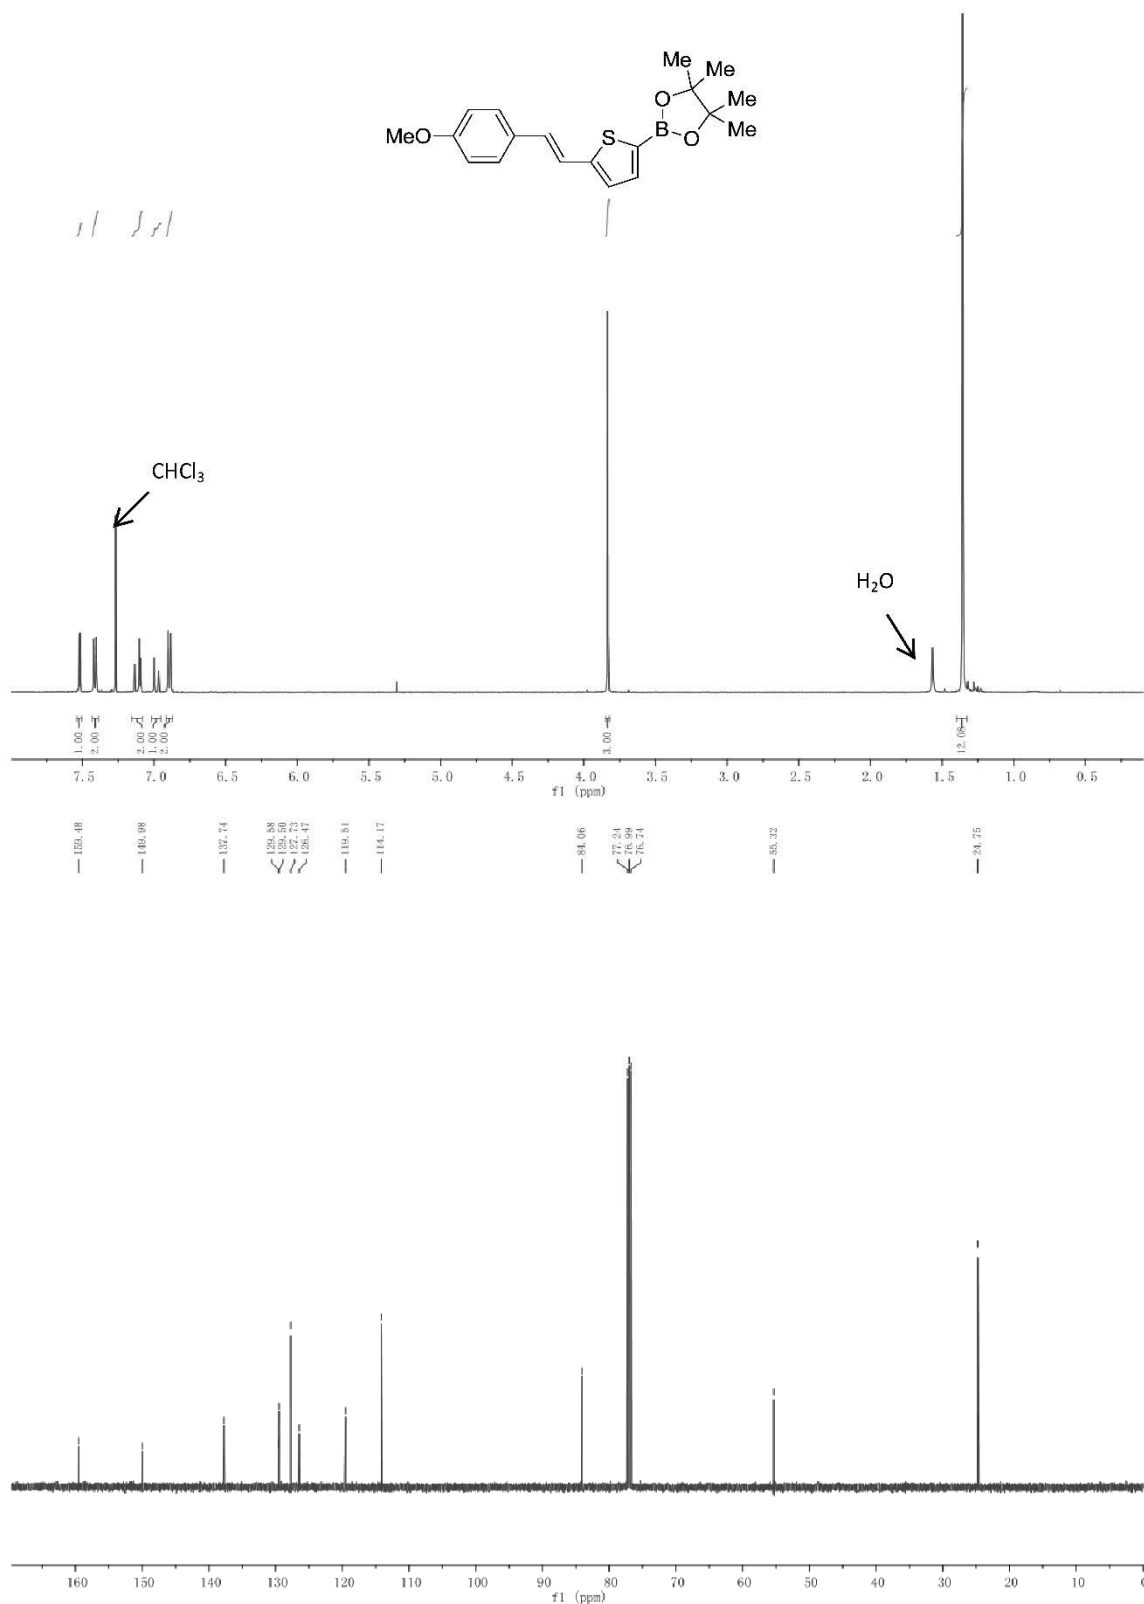 Me
Me
Me
Me
O
B
O
S
MeO
CHCl3
H2O
1.00
2.00
2.00
1.00
2.00
3.00
12.08
7.5 7.0 6.5 6.0 5.5 5.0 4.5 4.0 3.5 3.0 2.5 2.0 1.5 1.0 0.5
f1 (ppm)
159.48
149.98
137.74
129.58
129.50
127.73
126.47
119.51
114.17
84.06
77.24
76.99
76.74
55.32
24.75
160 150 140 130 120 110 100 90 80 70 60 50 40 30 20 10 0
f1 (ppm)